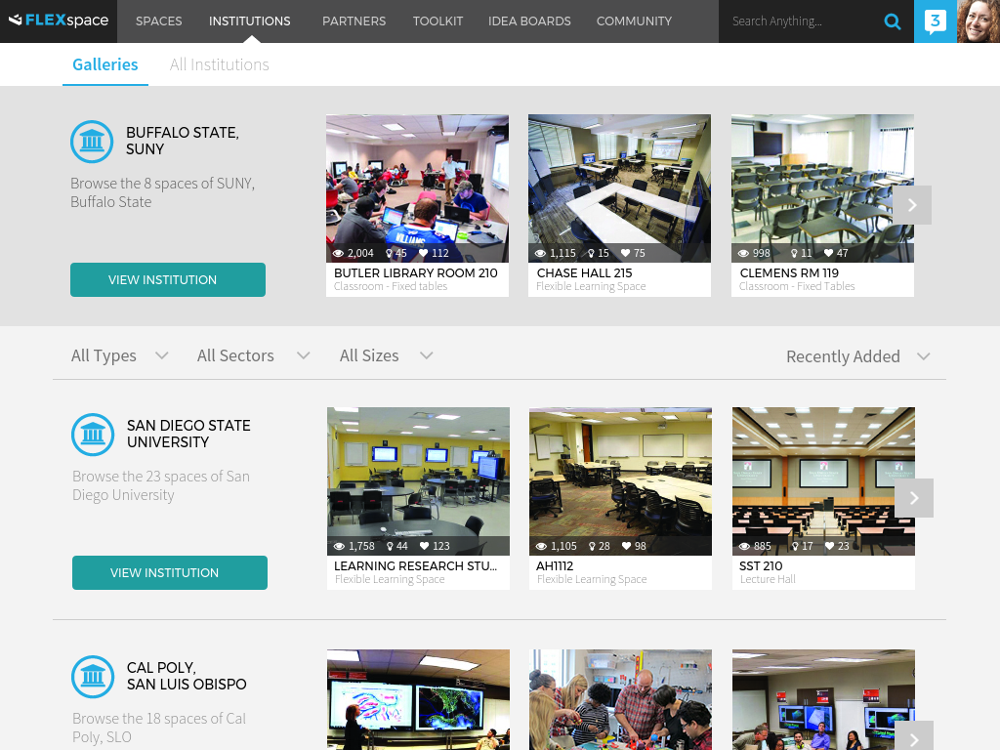 FLEXspace
SPACES
INSTITUTIONS
PARTNERS
TOOLKIT
IDEA BOARDS
COMMUNITY
Search Anything...
3
Galleries
All Institutions
BUFFALO STATE,
SUNY
Browse the 8 spaces of SUNY,
Buffalo State
VIEW INSTITUTION
WILLIAMS
2,004 45 112
BUTLER LIBRARY ROOM 210
Classroom - Fixed tables
1,115 15 75
CHASE HALL 215
Flexible Learning Space
998 11 47
CLEMENS RM 119
Classroom - Fixed Tables
All Types
All Sectors
All Sizes
Recently Added
SAN DIEGO STATE
UNIVERSITY
Browse the 23 spaces of San
Diego University
VIEW INSTITUTION
1,758 44 123
LEARNING RESEARCH STU...
Flexible Learning Space
1,105 28 98
AH1112
Flexible Learning Space
885 17 23
SST 210
Lecture Hall
CAL POLY,
SAN LUIS OBISPO
Browse the 18 spaces of Cal
Poly, SLO